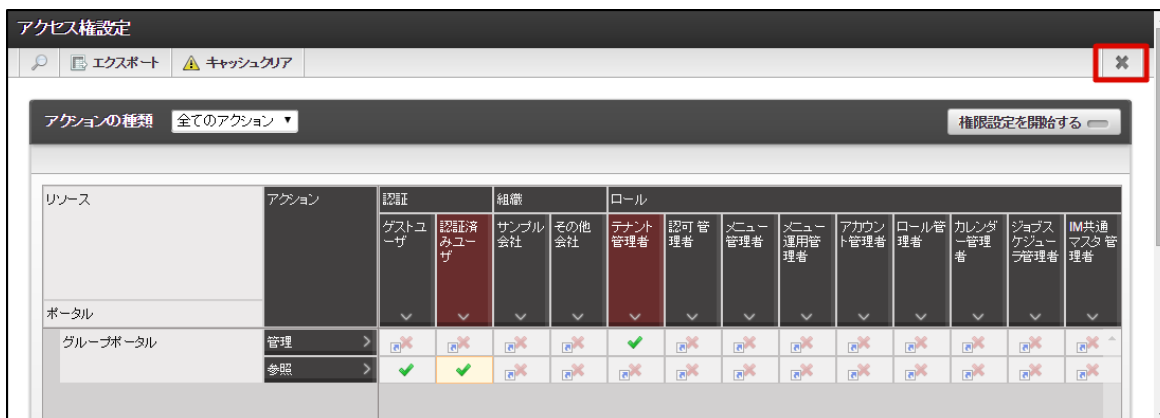 アクセス権設定
エクスポート キャッシュクリア
アクションの種類 全てのアクション 権限設定を開始する
リソース アクション 認証 組織 ロール
ゲストユーザ 認証済みユーザ サンプル会社 その他会社 テナント管理者 認可管理者 メニュー管理者 メニュー運用管理者 アカウント管理者 ロール管理者 カレンダー管理者 ジョブスケジューラ管理者 IM共通マスタ管理者
ポータル
グループポータル 管理
参照